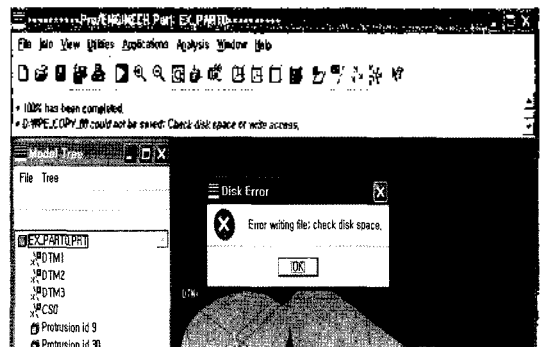 Pro/ENGINEER Part: EX_PART0
File Info View Utilities Applications Analysis Window Help
• 100% has been completed.
could not be saved: Check disk space or write access.
Model Tree
File Tree
Disk Error
Error writing file: check disk space.
OK
EX_PART0.PRT
DTM1
DTM2
DTM3
CS0
Protrusion id 9
Protrusion id 30